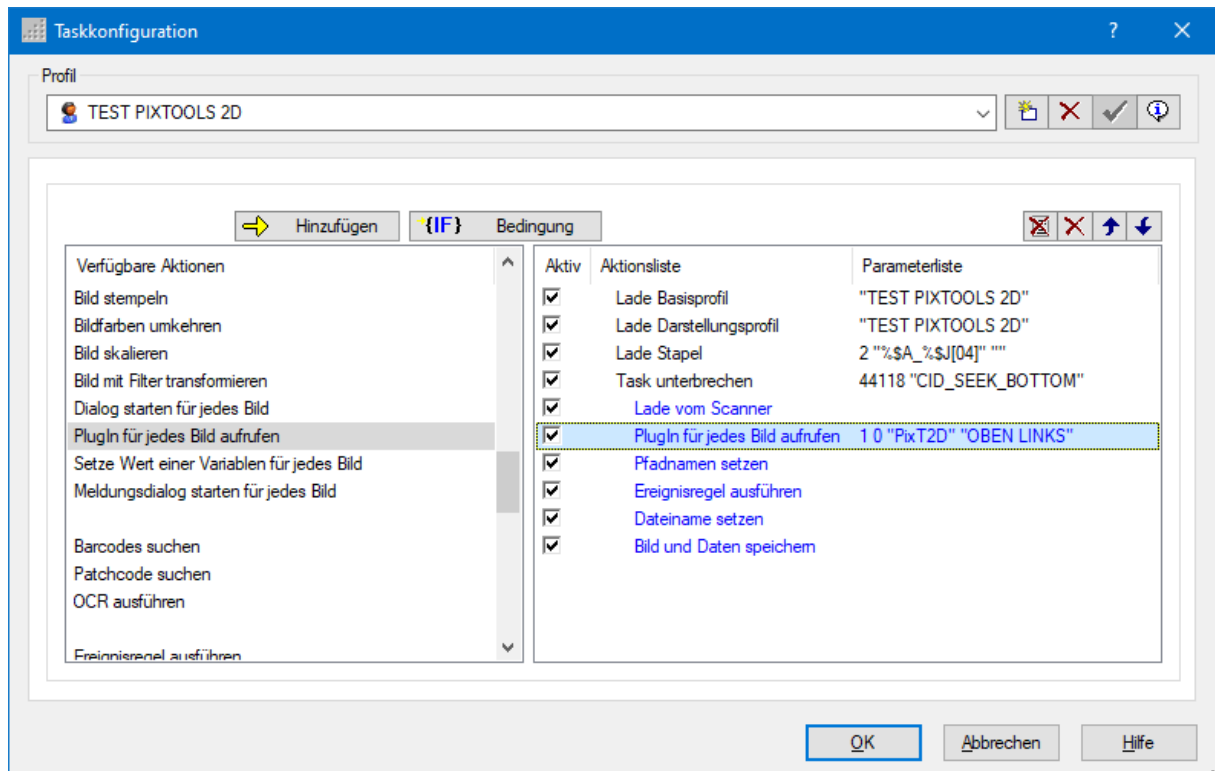 Taskkonfiguration
?
Profil
TEST PIXTOOLS 2D
Hinzufügen
{IF} Bedingung
Verfügbare Aktionen
Bild stempeln
Bildfarben umkehren
Bild skalieren
Bild mit Filter transformieren
Dialog starten für jedes Bild
PlugIn für jedes Bild aufrufen
Setze Wert einer Variablen für jedes Bild
Meldungsdialog starten für jedes Bild
Barcodes suchen
Patchcode suchen
OCR ausführen
Ereignisregel ausführen
Aktiv Aktionsliste Parameterliste
Lade Basisprofil "TEST PIXTOOLS 2D"
Lade Darstellungsprofil "TEST PIXTOOLS 2D"
Lade Stapel 2 "%$A_%$J[04]" ""
Task unterbrechen 44118 "CID_SEEK_BOTTOM"
Lade vom Scanner
PlugIn für jedes Bild aufrufen 1 0 "PixT2D" "OBEN LINKS"
Pfadnamen setzen
Ereignisregel ausführen
Dateiname setzen
Bild und Daten speichern
OK
Abbrechen
Hilfe